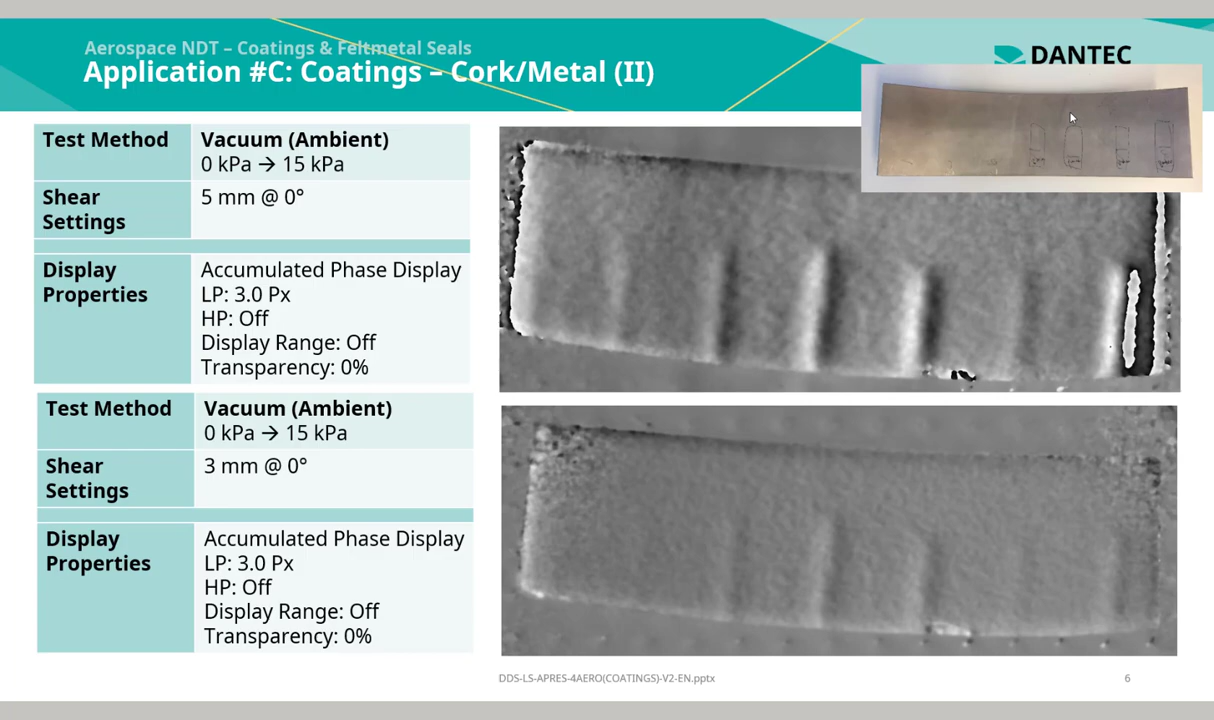 Aerospace NDT – Coatings & Feltmetal Seals
Application #C: Coatings – Cork/Metal (II)
DANTEC
Test Method
Vacuum (Ambient)
0 kPa → 15 kPa
Shear
Settings
5 mm @ 0°
Display
Properties
Accumulated Phase Display
LP: 3.0 Px
HP: Off
Display Range: Off
Transparency: 0%
Test Method
Vacuum (Ambient)
0 kPa → 15 kPa
Shear
Settings
3 mm @ 0°
Display
Properties
Accumulated Phase Display
LP: 3.0 Px
HP: Off
Display Range: Off
Transparency: 0%
DDS-LS-APRES-4AERO(COATINGS)-V2-EN.pptx
6